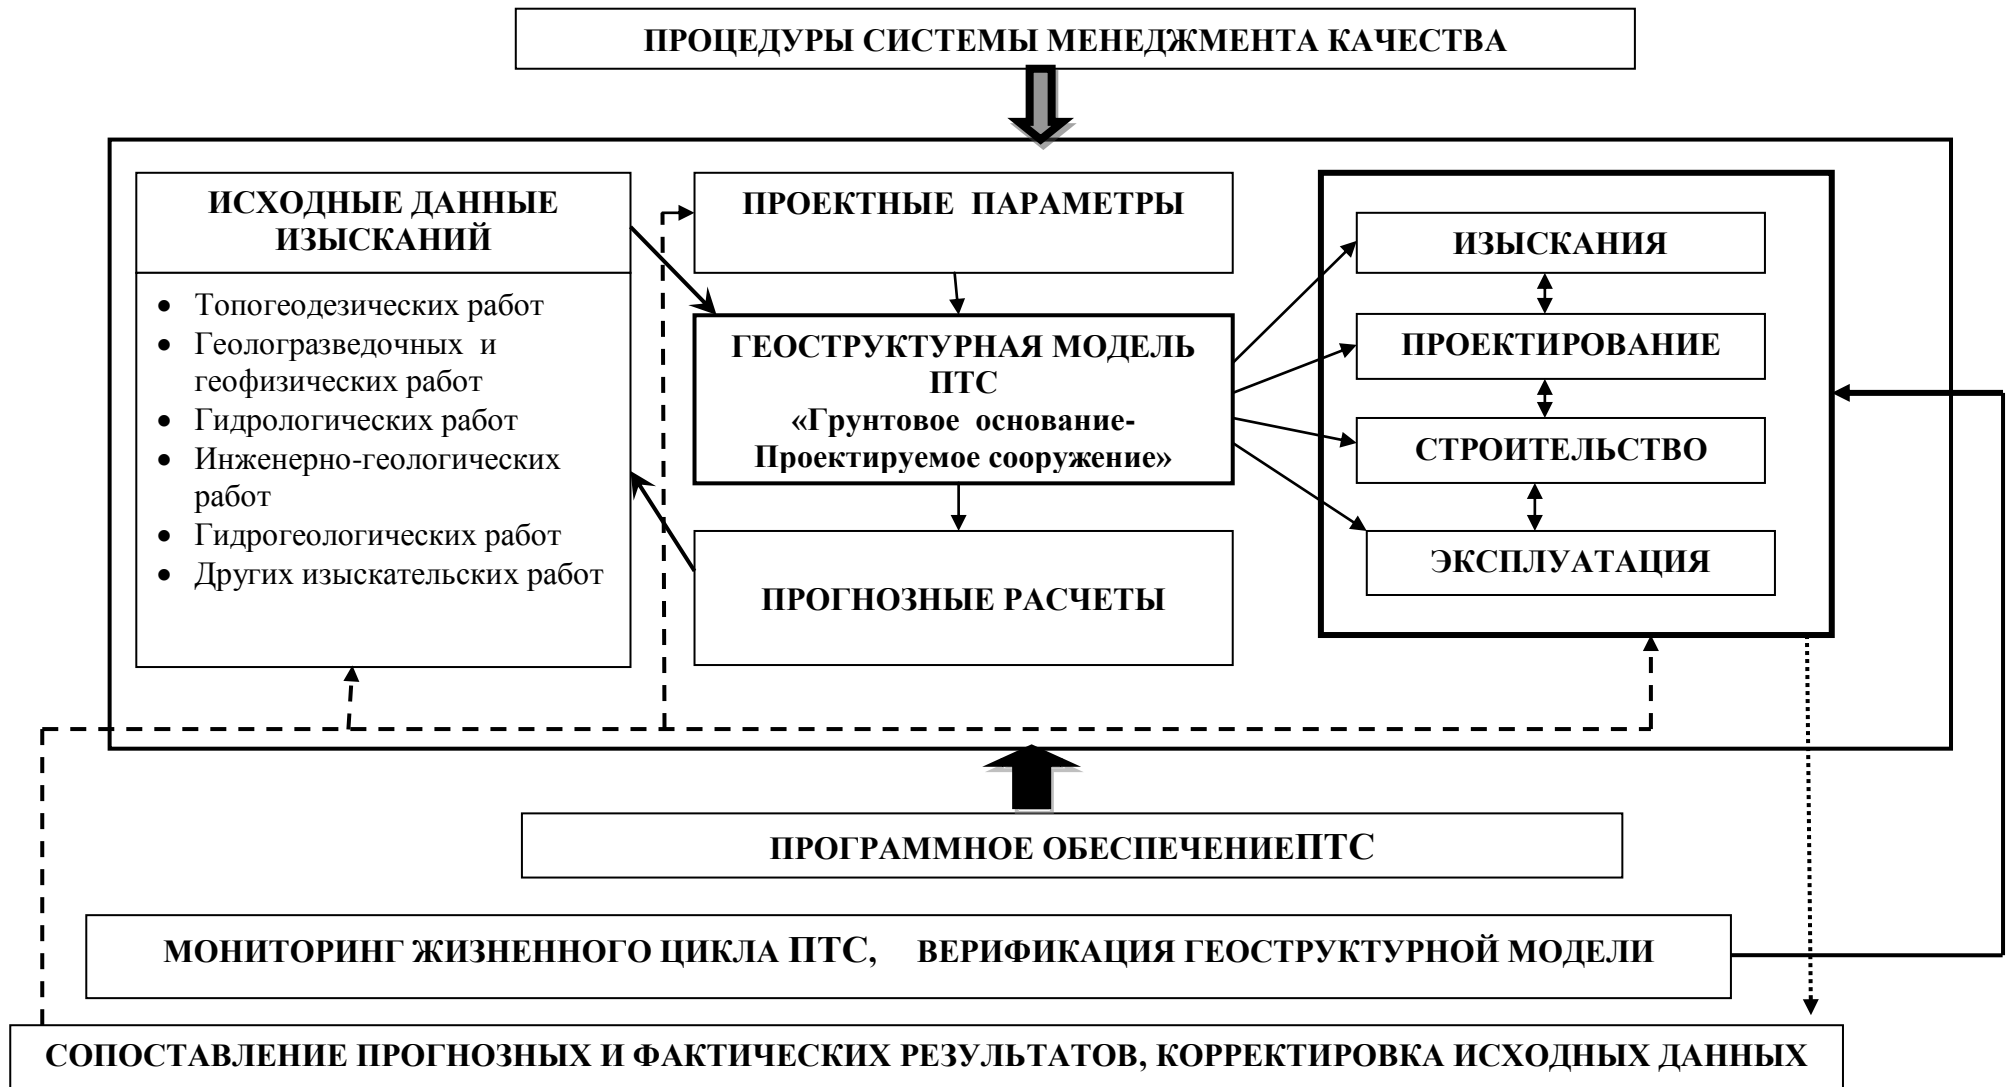 ПРОЦЕДУРЫ СИСТЕМЫ МЕНЕДЖМЕНТА КАЧЕСТВА
ИСХОДНЫЕ ДАННЫЕ
ИЗЫСКАНИЙ
• Топогеодезических работ
• Геологразведочных и
геофизических работ
• Гидрологических работ
• Инженерно-геологических
работ
• Гидрогеологических работ
• Других изыскательских работ
ПРОЕКТНЫЕ ПАРАМЕТРЫ
ГЕОСТРУКТУРНАЯ МОДЕЛЬ
ПТС
«Грунтовое основание-
Проектируемое сооружение»
ПРОГНОЗНЫЕ РАСЧЕТЫ
ИЗЫСКАНИЯ
ПРОЕКТИРОВАНИЕ
СТРОИТЕЛЬСТВО
ЭКСПЛУАТАЦИЯ
ПРОГРАММНОЕ ОБЕСПЕЧЕНИЕПТС
МОНИТОРИНГ ЖИЗНЕННОГО ЦИКЛА ПТС, ВЕРИФИКАЦИЯ ГЕОСТРУКТУРНОЙ МОДЕЛИ
СОПОСТАВЛЕНИЕ ПРОГНОЗНЫХ И ФАКТИЧЕСКИХ РЕЗУЛЬТАТОВ, КОРРЕКТИРОВКА ИСХОДНЫХ ДАННЫХ